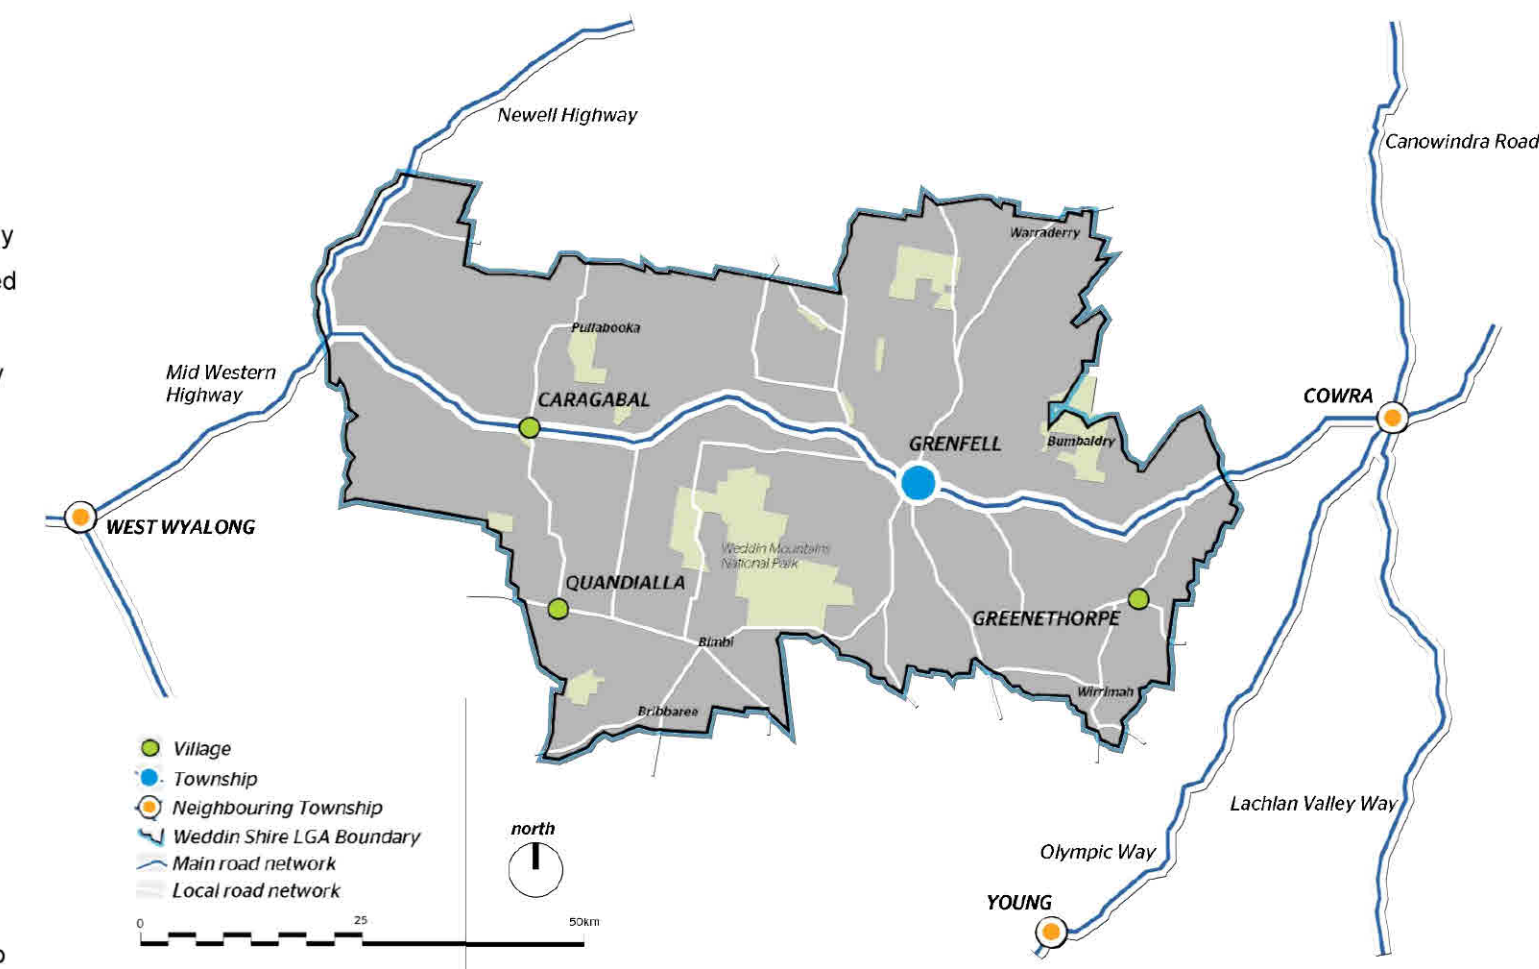 Newell Highway
Canowindra Road
y
ed
Warraderry
Pullabooka
Mid Western
Highway
CARAGABAL
COWRA
GRENFELL
Bumbaldry
WEST WYALONG
Weddin Mountains
National Park
QUANDIALLA
GREENETHORPE
Bimbi
Wirrimah
Bribbaree
Village
Township
Neighbouring Township
Weddin Shire LGA Boundary
Main road network
Local road network
north
Lachlan Valley Way
Olympic Way
YOUNG
0 25 50km